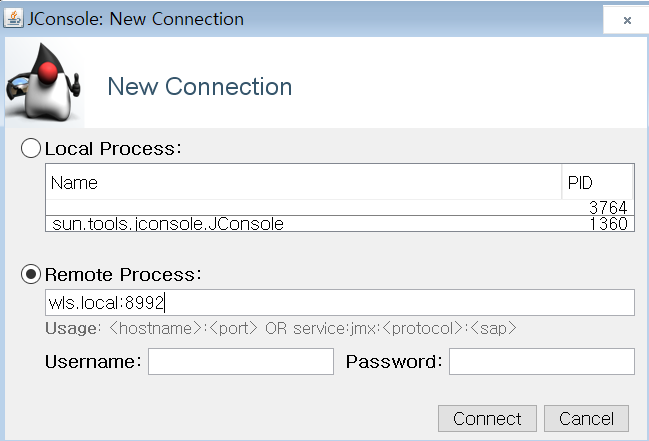 JConsole: New Connection
New Connection
Local Process:
Name PID
3764
sun.tools.jconsole.JConsole 1360
Remote Process:
wls.local:8992
Usage: <hostname>:<port> OR service:jmx:<protocol>:<sap>
Username: Password:
Connect Cancel